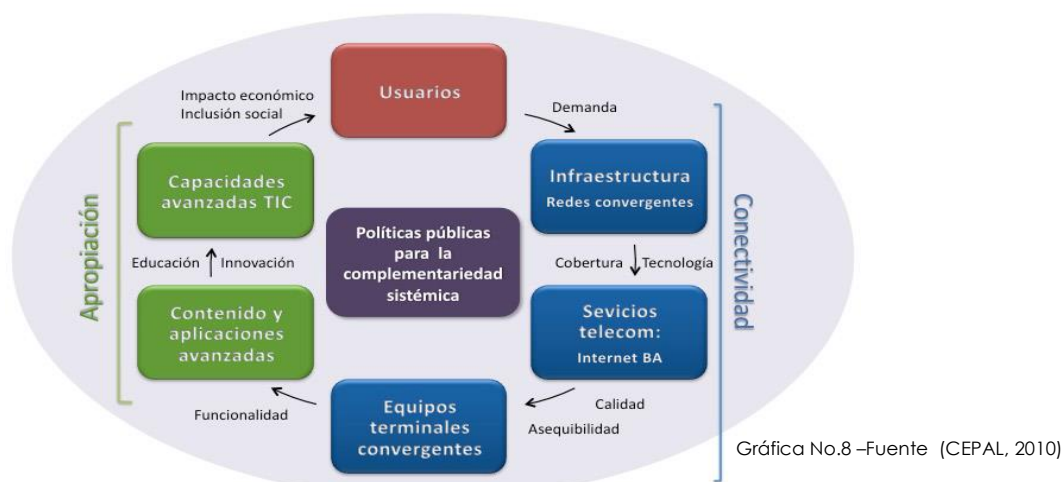 Usuarios
Impacto económico
Inclusión social
Demanda
Capacidades
avanzadas TIC
Infraestructura
Redes convergentes
Políticas públicas
para la
complementariedad
sistémica
Educación
Innovación
Cobertura
Tecnología
Apropiación
Conectividad
Contenido y
aplicaciones
avanzadas
Sevicios
telecom:
Internet BA
Funcionalidad
Equipos
terminales
convergentes
Calidad
Asequibilidad
Gráfica No.8 –Fuente (CEPAL, 2010)